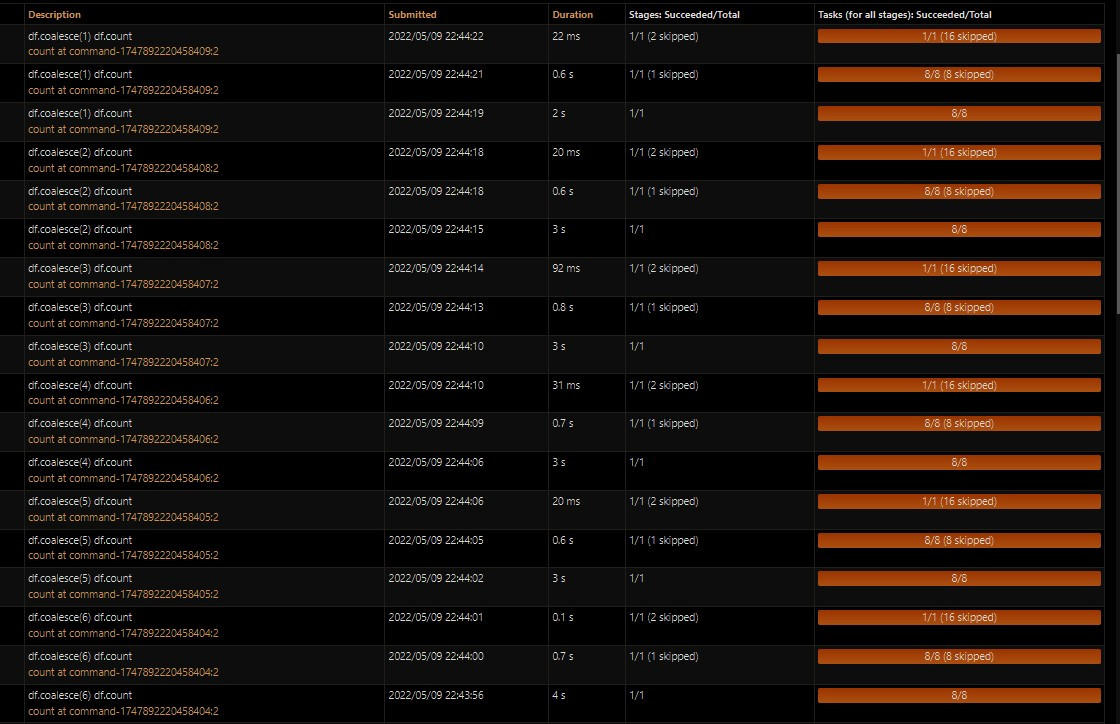 Description Submitted Duration Stages: Succeeded/Total Tasks (for all stages): Succeeded/Total
df.coalesce(1) df.count 2022/05/09 22:44:22 22 ms 1/1 (2 skipped) 1/1 (16 skipped)
count at command-1747892220458409:2
df.coalesce(1) df.count 2022/05/09 22:44:21 0.6 s 1/1 (1 skipped) 8/8 (8 skipped)
count at command-1747892220458409:2
df.coalesce(1) df.count 2022/05/09 22:44:19 2 s 1/1 8/8
count at command-1747892220458409:2
df.coalesce(2) df.count 2022/05/09 22:44:18 20 ms 1/1 (2 skipped) 1/1 (16 skipped)
count at command-1747892220458408:2
df.coalesce(2) df.count 2022/05/09 22:44:18 0.6 s 1/1 (1 skipped) 8/8 (8 skipped)
count at command-1747892220458408:2
df.coalesce(2) df.count 2022/05/09 22:44:15 3 s 1/1 8/8
count at command-1747892220458408:2
df.coalesce(3) df.count 2022/05/09 22:44:14 92 ms 1/1 (2 skipped) 1/1 (16 skipped)
count at command-1747892220458407:2
df.coalesce(3) df.count 2022/05/09 22:44:13 0.8 s 1/1 (1 skipped) 8/8 (8 skipped)
count at command-1747892220458407:2
df.coalesce(3) df.count 2022/05/09 22:44:10 3 s 1/1 8/8
count at command-1747892220458407:2
df.coalesce(4) df.count 2022/05/09 22:44:10 31 ms 1/1 (2 skipped) 1/1 (16 skipped)
count at command-1747892220458406:2
df.coalesce(4) df.count 2022/05/09 22:44:09 0.7 s 1/1 (1 skipped) 8/8 (8 skipped)
count at command-1747892220458406:2
df.coalesce(4) df.count 2022/05/09 22:44:06 3 s 1/1 8/8
count at command-1747892220458406:2
df.coalesce(5) df.count 2022/05/09 22:44:06 20 ms 1/1 (2 skipped) 1/1 (16 skipped)
count at command-1747892220458405:2
df.coalesce(5) df.count 2022/05/09 22:44:05 0.6 s 1/1 (1 skipped) 8/8 (8 skipped)
count at command-1747892220458405:2
df.coalesce(5) df.count 2022/05/09 22:44:02 3 s 1/1 8/8
count at command-1747892220458405:2
df.coalesce(6) df.count 2022/05/09 22:44:01 0.1 s 1/1 (2 skipped) 1/1 (16 skipped)
count at command-1747892220458404:2
df.coalesce(6) df.count 2022/05/09 22:44:00 0.7 s 1/1 (1 skipped) 8/8 (8 skipped)
count at command-1747892220458404:2
df.coalesce(6) df.count 2022/05/09 22:43:56 4 s 1/1 8/8
count at command-1747892220458404:2